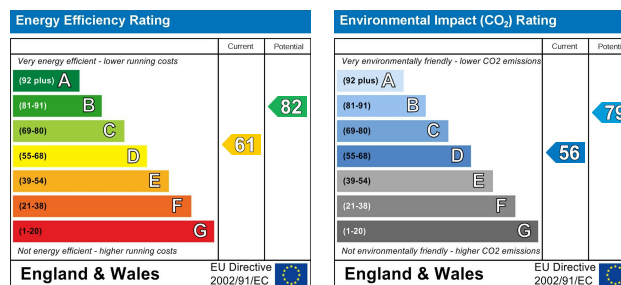 Energy Efficiency Rating
Current Potential
Very energy efficient - lower running costs
(92 plus) A
(81-91) B
82
(69-80) C
61
(55-68) D
(39-54) E
(21-38) F
(1-20) G
Not energy efficient - higher running costs
England & Wales
EU Directive
2002/91/EC
Environmental Impact (CO₂) Rating
Current Potenti
Very environmentally friendly - lower CO2 emissions
(92 plus) A
(81-91) B
79
(69-80) C
(55-68) D
56
(39-54) E
(21-38) F
(1-20) G
Not environmentally friendly - higher CO2 emissions
England & Wales
EU Directive
2002/91/EC